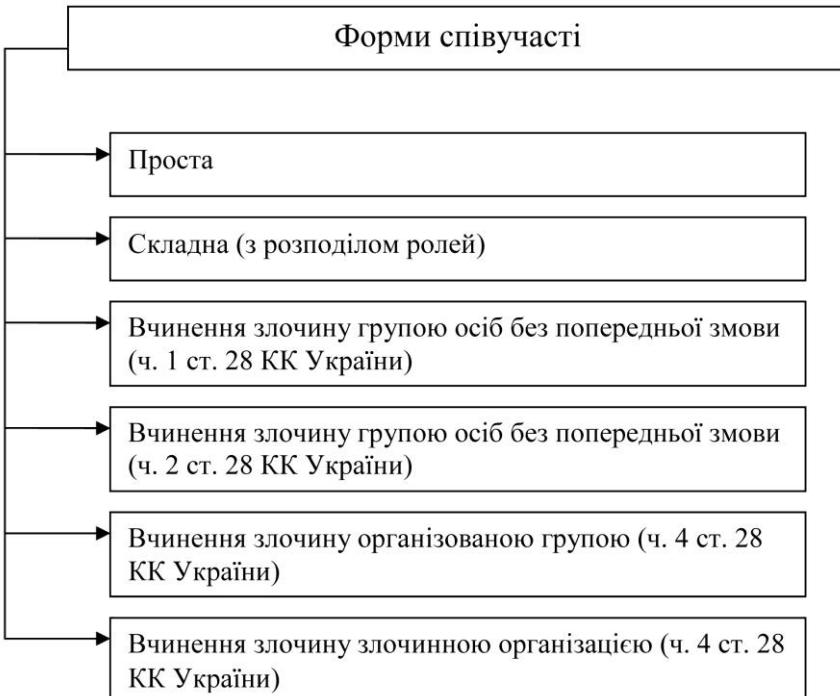 Форми співучасті
Проста
Складна (з розподілом ролей)
Вчинення злочину групою осіб без попередньої змови
(ч. 1 ст. 28 КК України)
Вчинення злочину групою осіб без попередньої змови
(ч. 2 ст. 28 КК України)
Вчинення злочину організованою групою (ч. 4 ст. 28
КК України)
Вчинення злочину злочинною організацією (ч. 4 ст. 28
КК України)